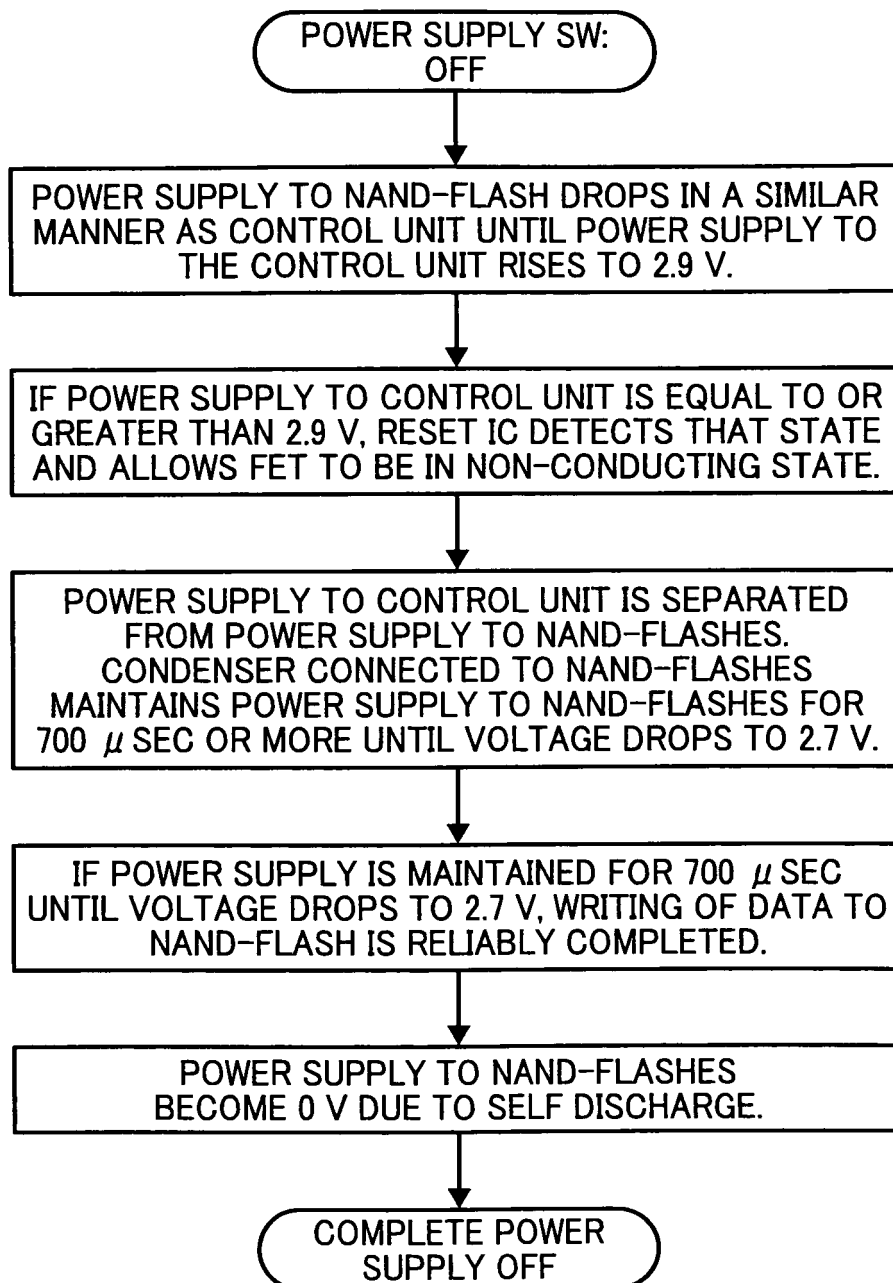 POWER SUPPLY SW:
OFF
POWER SUPPLY TO NAND-FLASH DROPS IN A SIMILAR
MANNER AS CONTROL UNIT UNTIL POWER SUPPLY TO
THE CONTROL UNIT RISES TO 2.9 V.
IF POWER SUPPLY TO CONTROL UNIT IS EQUAL TO OR
GREATER THAN 2.9 V, RESET IC DETECTS THAT STATE
AND ALLOWS FET TO BE IN NON-CONDUCTING STATE.
POWER SUPPLY TO CONTROL UNIT IS SEPARATED
FROM POWER SUPPLY TO NAND-FLASHES.
CONDENSER CONNECTED TO NAND-FLASHES
MAINTAINS POWER SUPPLY TO NAND-FLASHES FOR
700 μ SEC OR MORE UNTIL VOLTAGE DROPS TO 2.7 V.
IF POWER SUPPLY IS MAINTAINED FOR 700 μ SEC
UNTIL VOLTAGE DROPS TO 2.7 V, WRITING OF DATA TO
NAND-FLASH IS RELIABLY COMPLETED.
POWER SUPPLY TO NAND-FLASHES
BECOME 0 V DUE TO SELF DISCHARGE.
COMPLETE POWER
SUPPLY OFF